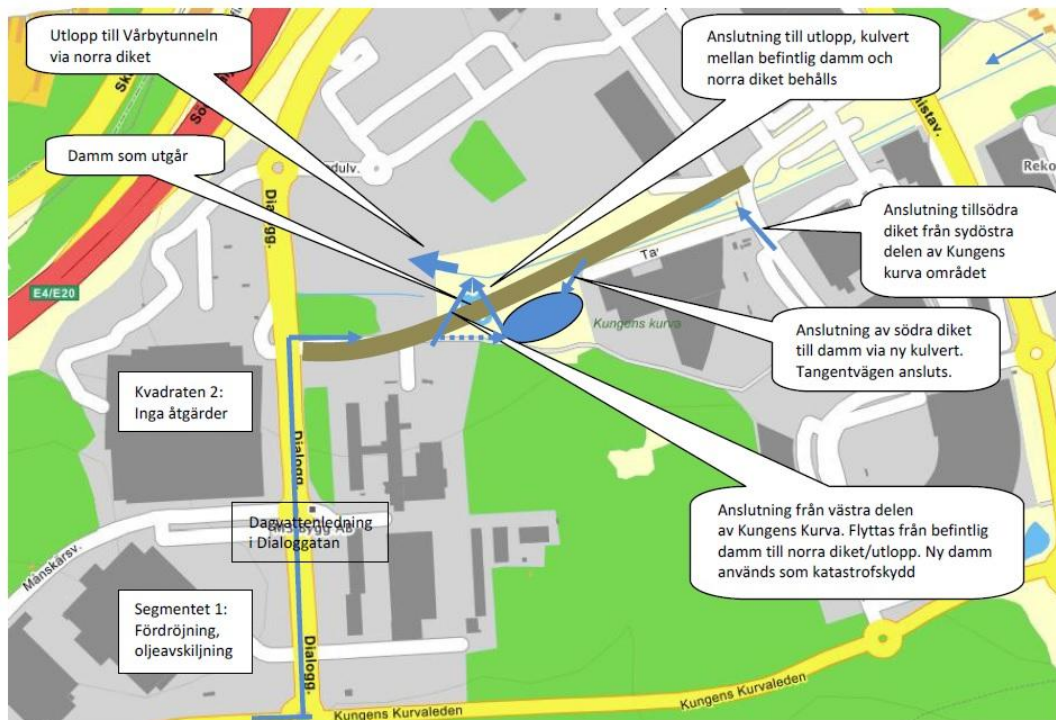 Utlopp till Vårbytunneln
via norra diket
Anslutning till utlopp, kulvert
mellan befintlig damm och
norra diket behålls
Damm som utgår
Anslutning tillsödra
diket från sydöstra
delen av Kungens
kurva området
Anslutning av södra diket
till damm via ny kulvert.
Tangentvägen ansluts.
Anslutning från västra delen
av Kungens Kurva. Flyttas från befintlig
damm till norra diket/utlopp. Ny damm
används som katastrofskydd
Kvadraten 2:
Inga åtgärder
Dagvattenledning
i Dialoggatan
Segmentet 1:
Fördröjning,
oljeavskiljning
E4/E20
Ta'
Kungens kurva
Reko
Månskärsv.
Dialogg.
Dialogg.
Kungens Kurvaleden
Kungens Kurvaleden